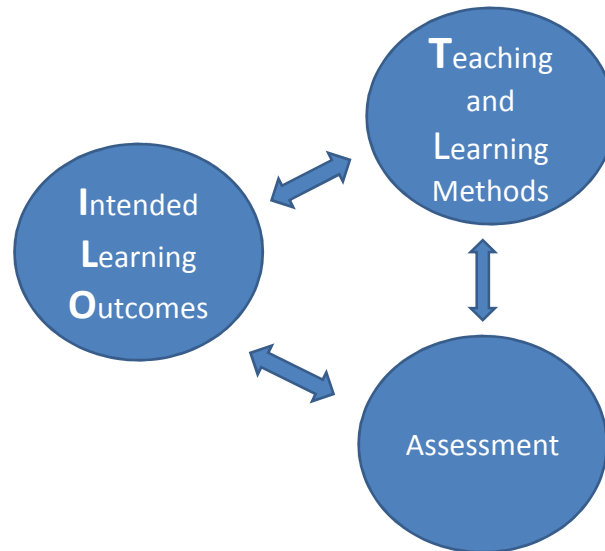 Teaching
and
Learning
Methods
Intended
Learning
Outcomes
Assessment